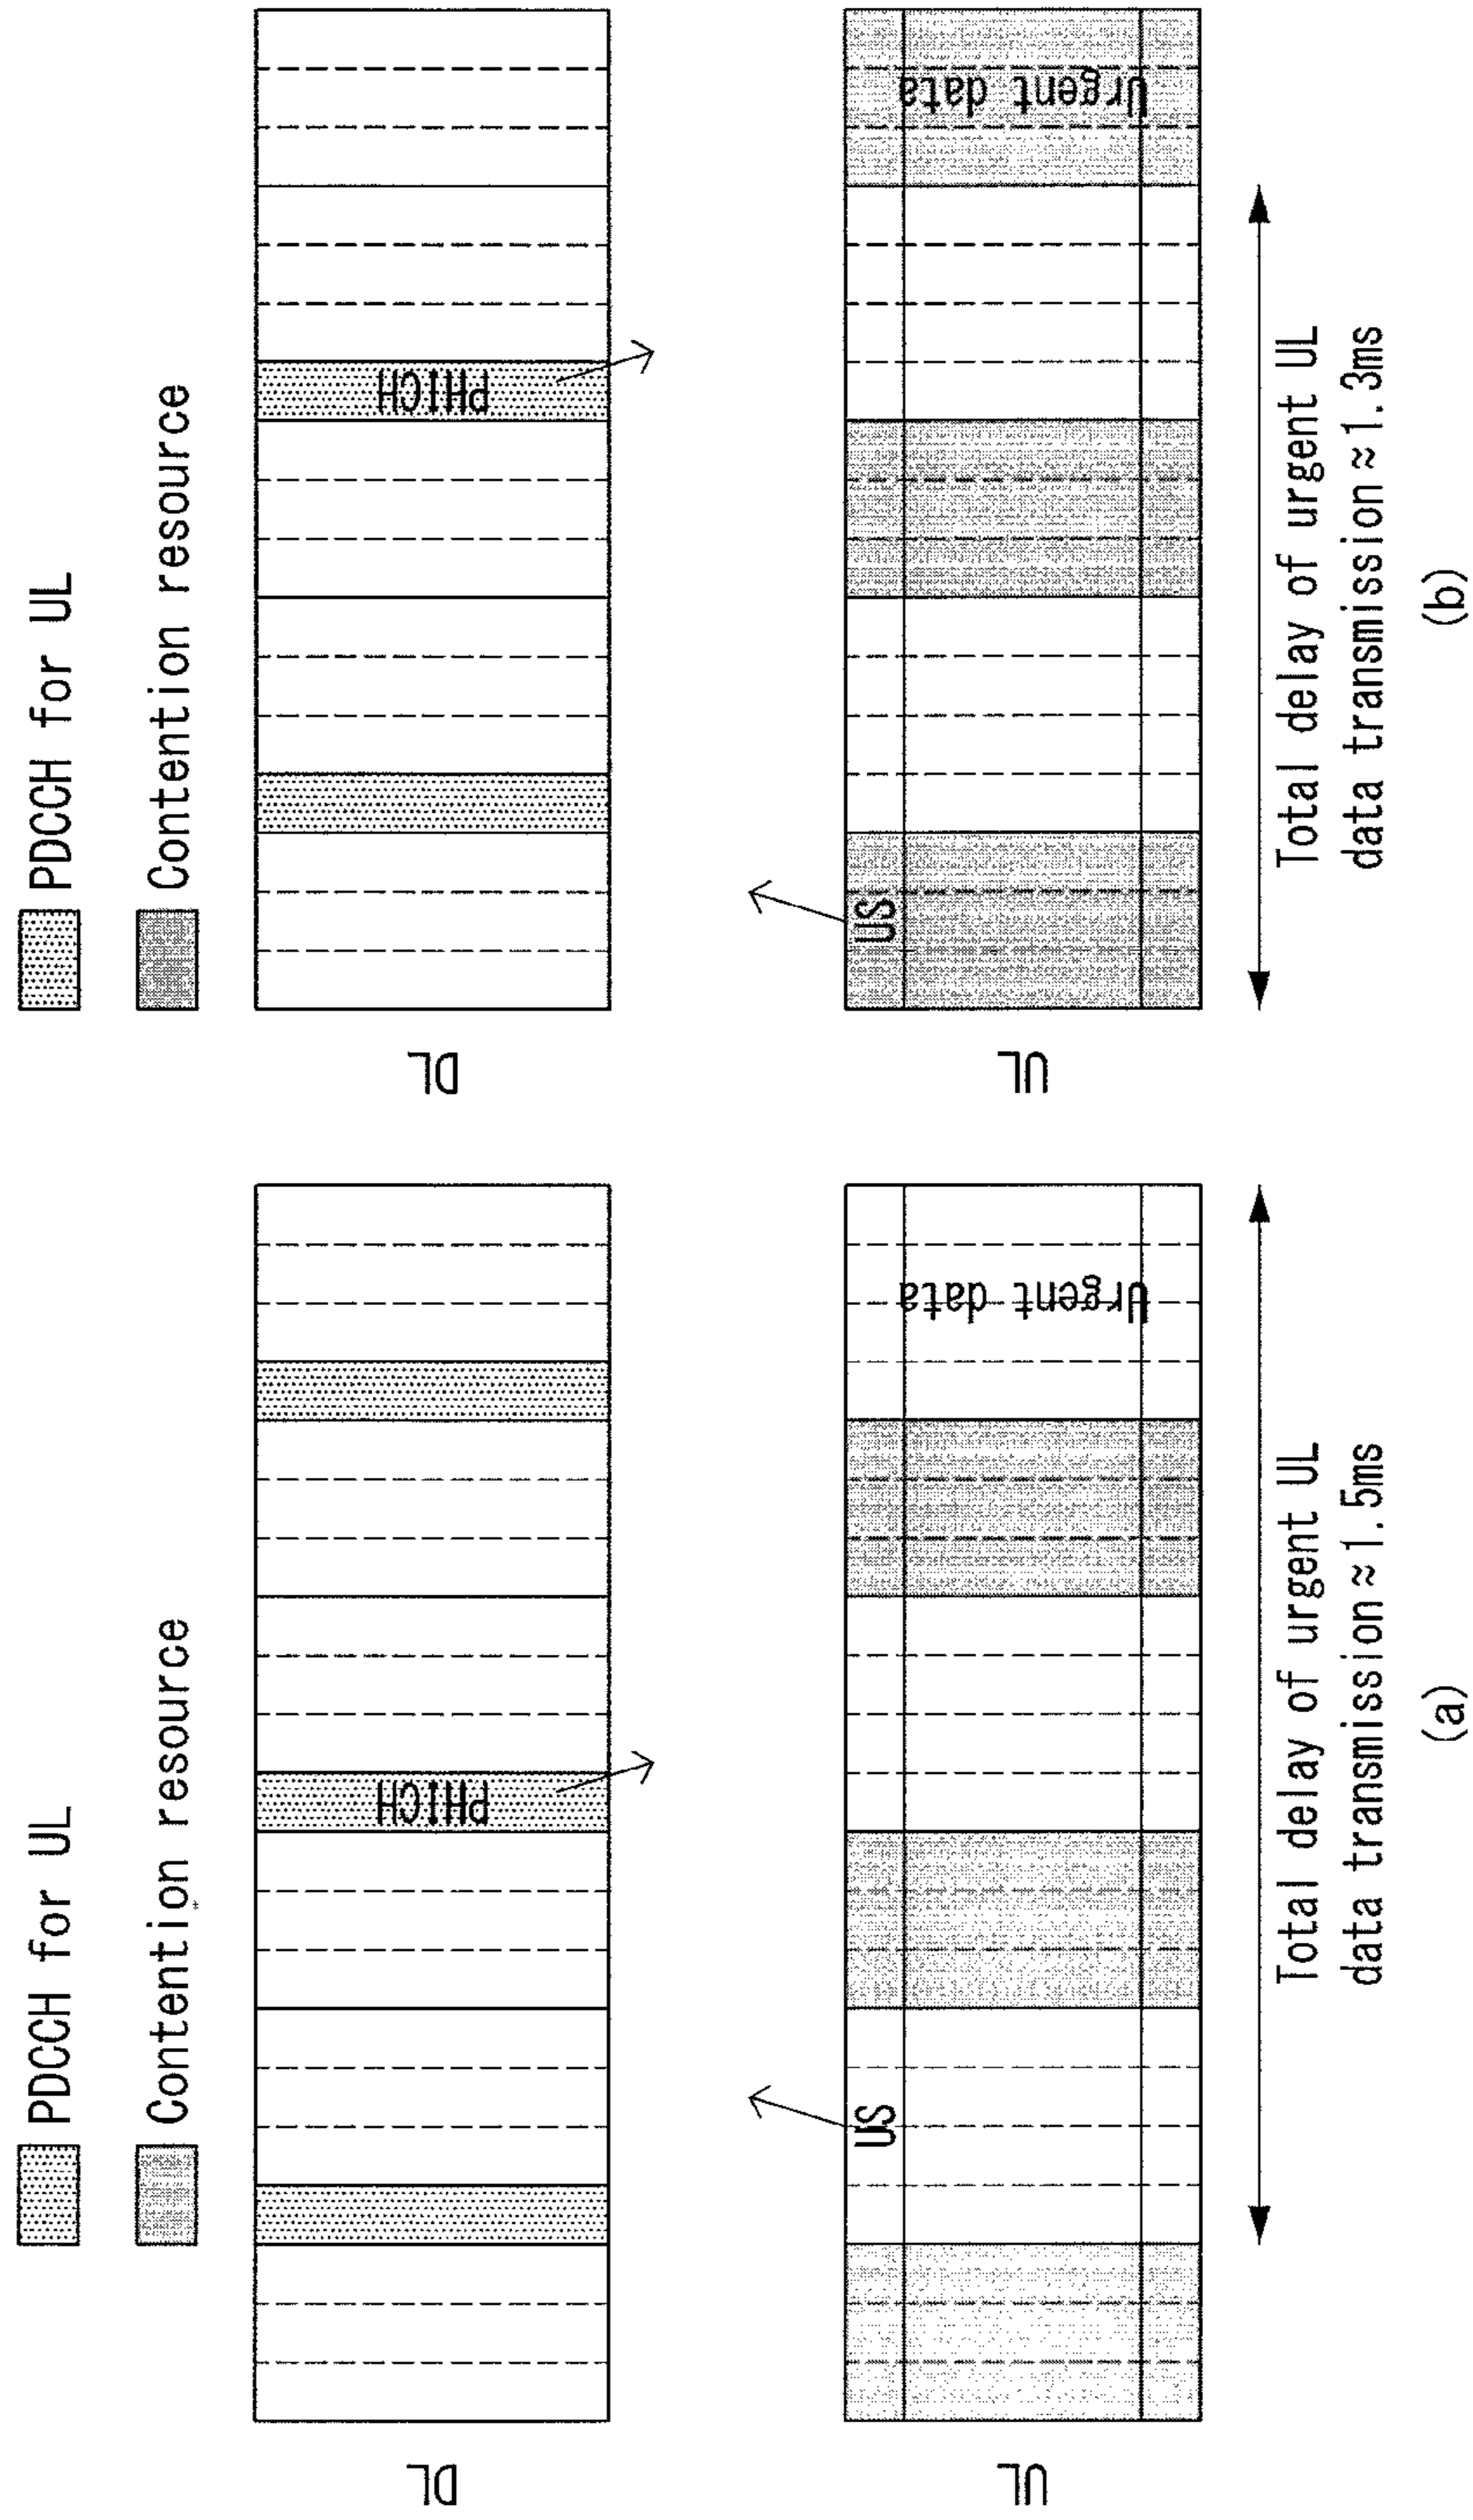 PDCCH for UL
Contention resource
DL
PHICH
UL
US
Urgent data
Total delay of urgent UL
data transmission ≈ 1.5ms
(a)
PDCCH for UL
Contention resource
DL
PHICH
UL
US
Urgent data
Total delay of urgent UL
data transmission ≈ 1.3ms
(b)